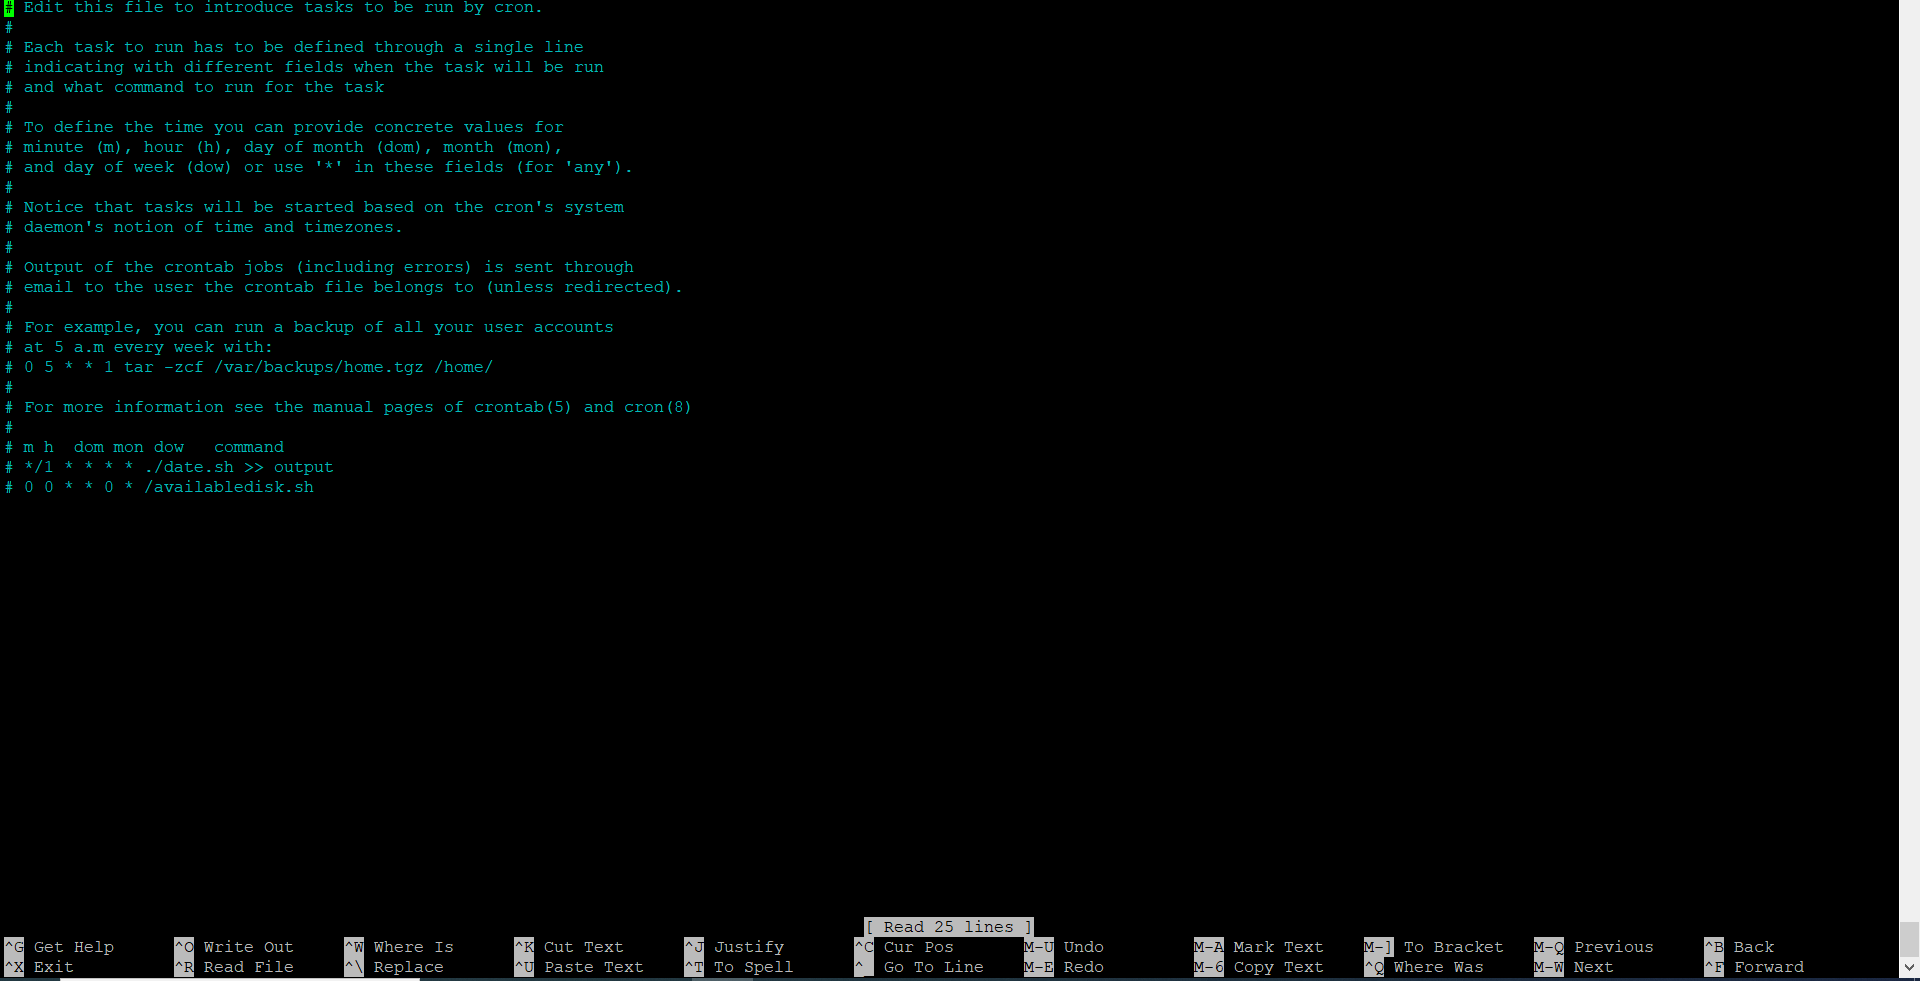 # Edit this file to introduce tasks to be run by cron.
#
# Each task to run has to be defined through a single line
# indicating with different fields when the task will be run
# and what command to run for the task
#
# To define the time you can provide concrete values for
# minute (m), hour (h), day of month (dom), month (mon),
# and day of week (dow) or use '*' in these fields (for 'any').
#
# Notice that tasks will be started based on the cron's system
# daemon's notion of time and timezones.
#
# Output of the crontab jobs (including errors) is sent through
# email to the user the crontab file belongs to (unless redirected).
#
# For example, you can run a backup of all your user accounts
# at 5 a.m every week with:
# 0 5 * * 1 tar -zcf /var/backups/home.tgz /home/
#
# For more information see the manual pages of crontab(5) and cron(8)
#
# m h  dom mon dow   command
# */1 * * * * ./date.sh >> output
# 0 0 * * 0 * /availabledisk.sh
[ Read 25 lines ]
^G Get Help ^O Write Out ^W Where Is ^K Cut Text ^J Justify ^C Cur Pos M-U Undo M-A Mark Text M-] To Bracket M-Q Previous ^B Back
^X Exit ^R Read File ^\ Replace ^U Paste Text ^T To Spell ^_ Go To Line M-E Redo M-6 Copy Text ^Q Where Was M-W Next ^F Forward